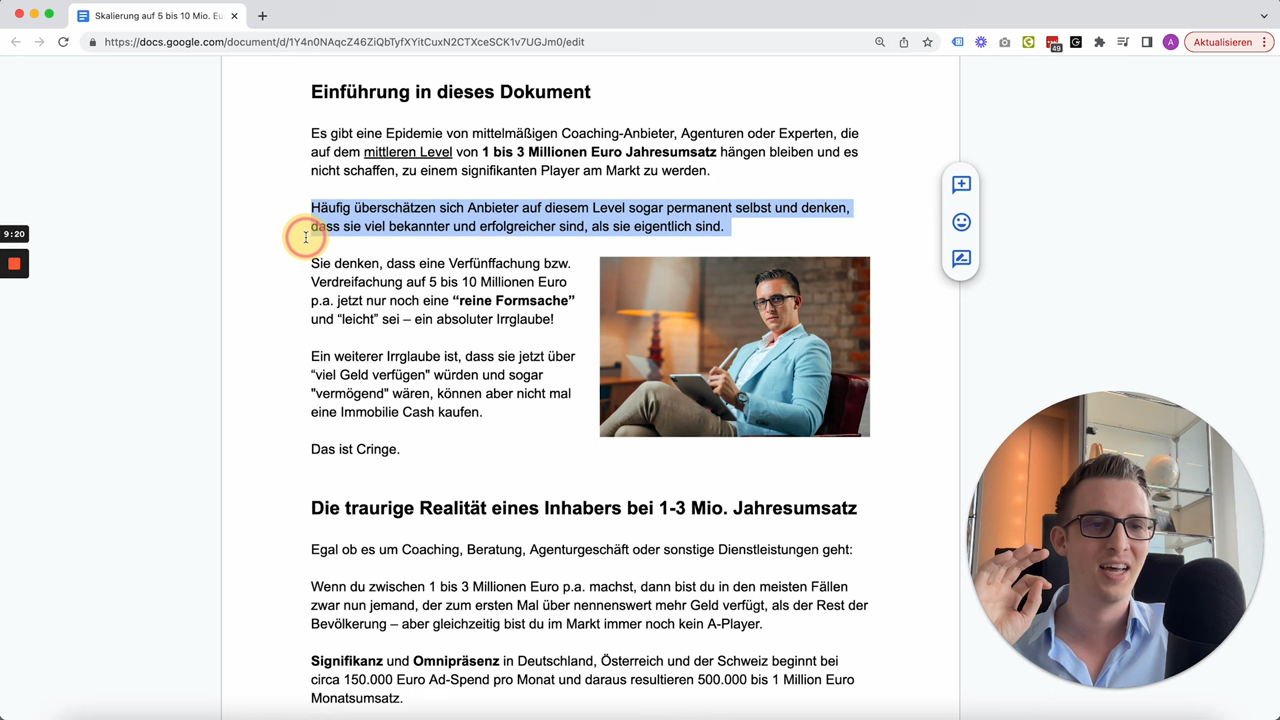 Skalierung auf 5 bis 10 Mio. Eu
https://docs.google.com/document/d/1Y4n0NAqcZ46ZiQbTyfXYitCuxN2CTXceSCK1v7UGJm0/edit
49
A
Aktualisieren
9:20
Einführung in dieses Dokument
Es gibt eine Epidemie von mittelmäßigen Coaching-Anbieter, Agenturen oder Experten, die
auf dem mittleren Level von 1 bis 3 Millionen Euro Jahresumsatz hängen bleiben und es
nicht schaffen, zu einem signifikanten Player am Markt zu werden.
Häufig überschätzen sich Anbieter auf diesem Level sogar permanent selbst und denken,
dass sie viel bekannter und erfolgreicher sind, als sie eigentlich sind.
Sie denken, dass eine Verfünffachung bzw.
Verdreifachung auf 5 bis 10 Millionen Euro
p.a. jetzt nur noch eine “reine Formsache”
und “leicht” sei – ein absoluter Irrglaube!
Ein weiterer Irrglaube ist, dass sie jetzt über
“viel Geld verfügen" würden und sogar
"vermögend" wären, können aber nicht mal
eine Immobilie Cash kaufen.
Das ist Cringe.
Die traurige Realität eines Inhabers bei 1-3 Mio. Jahresumsatz
Egal ob es um Coaching, Beratung, Agenturgeschäft oder sonstige Dienstleistungen geht:
Wenn du zwischen 1 bis 3 Millionen Euro p.a. machst, dann bist du in den meisten Fällen
zwar nun jemand, der zum ersten Mal über nennenswert mehr Geld verfügt, als der Rest der
Bevölkerung – aber gleichzeitig bist du im Markt immer noch kein A-Player.
Signifikanz und Omnipräsenz in Deutschland, Österreich und der Schweiz beginnt bei
circa 150.000 Euro Ad-Spend pro Monat und daraus resultieren 500.000 bis 1 Million Euro
Monatsumsatz.